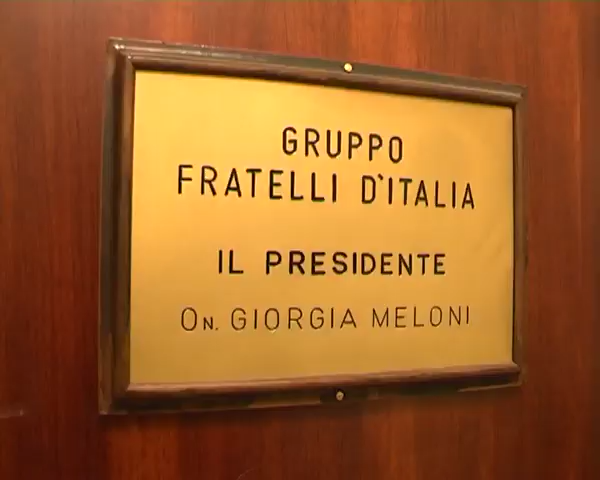 GRUPPO
FRATELLI D'ITALIA
IL PRESIDENTE
ON. GIORGIA MELONI